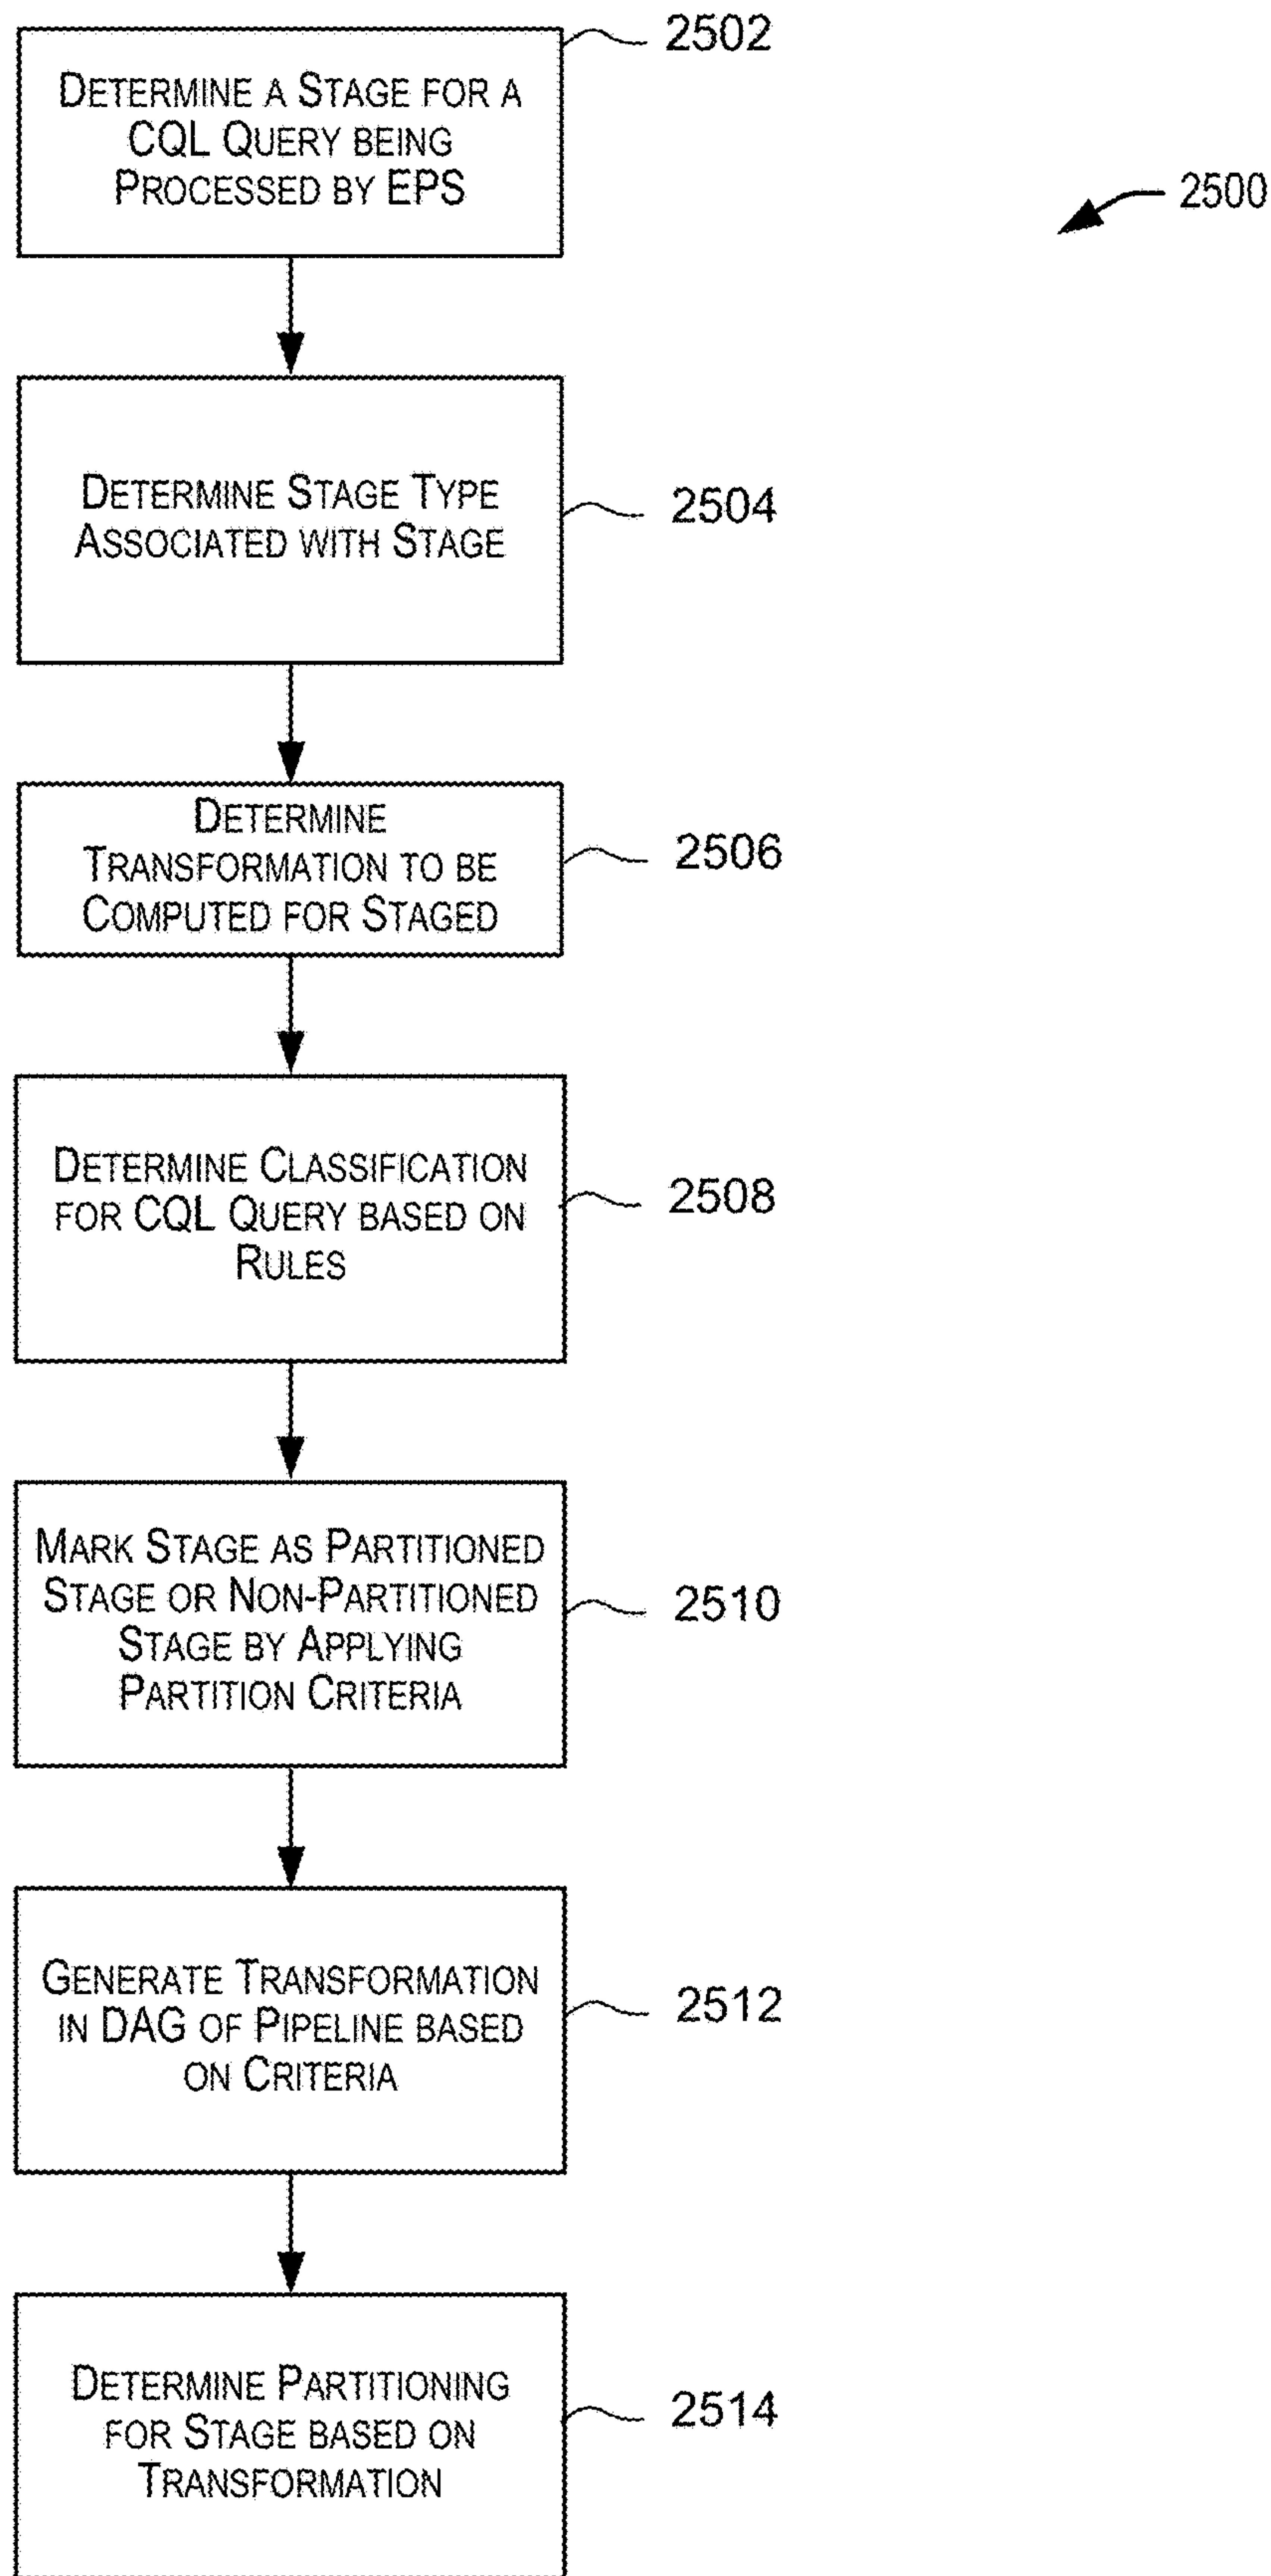 2502
DETERMINE A STAGE FOR A
CQL QUERY BEING
PROCESSED BY EPS
2500
DETERMINE STAGE TYPE
ASSOCIATED WITH STAGE
2504
DETERMINE
TRANSFORMATION TO BE
COMPUTED FOR STAGED
2506
DETERMINE CLASSIFICATION
FOR CQL QUERY BASED ON
RULES
2508
MARK STAGE AS PARTITIONED
STAGE OR NON-PARTITIONED
STAGE BY APPLYING
PARTITION CRITERIA
2510
GENERATE TRANSFORMATION
IN DAG OF PIPELINE BASED
ON CRITERIA
2512
DETERMINE PARTITIONING
FOR STAGE BASED ON
TRANSFORMATION
2514